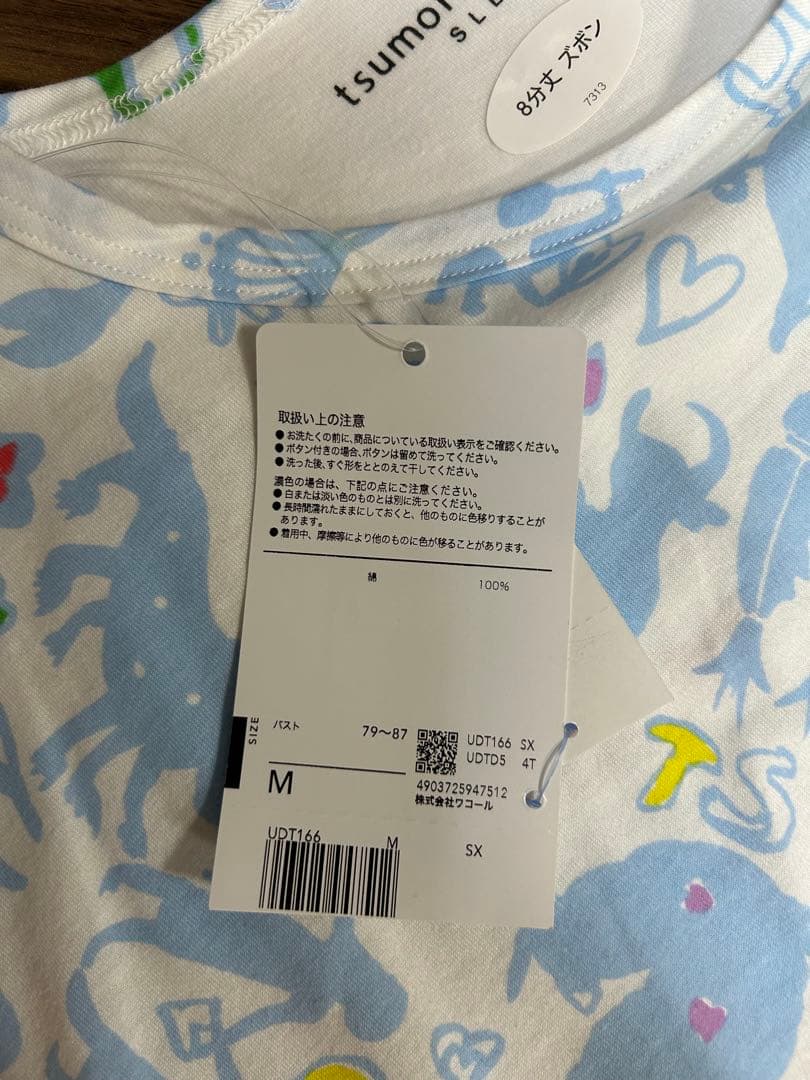 tsumor
SLE
8分丈 ズボン
7313
取扱い上の注意
●お洗たくの前に、商品についている取扱い表示をご確認ください。
●ボタン付きの場合、ボタンは留めて洗ってください。
●洗った後、すぐ形をととのえて干してください。
濃色の場合は、下記の点にご注意ください。
●白または淡い色のものとは別に洗ってください。
●長時間濡れたままにしておくと、他のものに色移りすることが
あります。
●着用中、摩擦等により他のものに色が移ることがあります。
綿 100%
SIZE
バスト 79〜87
M
UDT166 SX
UDTD5 4T
4903725947512
株式会社ワコール
UDT166 M SX
TS